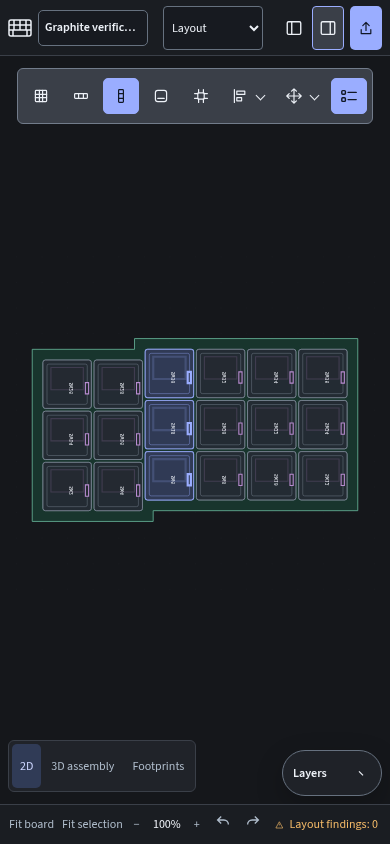 Graphite verific...
Layout
2D
3D assembly
Footprints
Layers
Fit board
Fit selection
− 100% +
Layout findings: 0